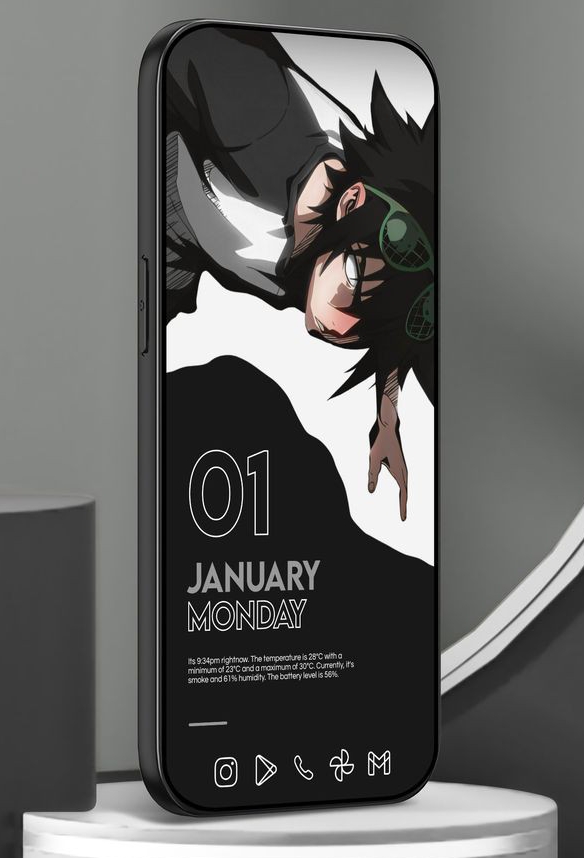 01
JANUARY
MONDAY
Its 9:34pm rightnow. The temperature is 28°C with a
minimum of 23°C and a maximum of 30°C. Currently, it's
smoke and 61% humidity. The battery level is 56%.